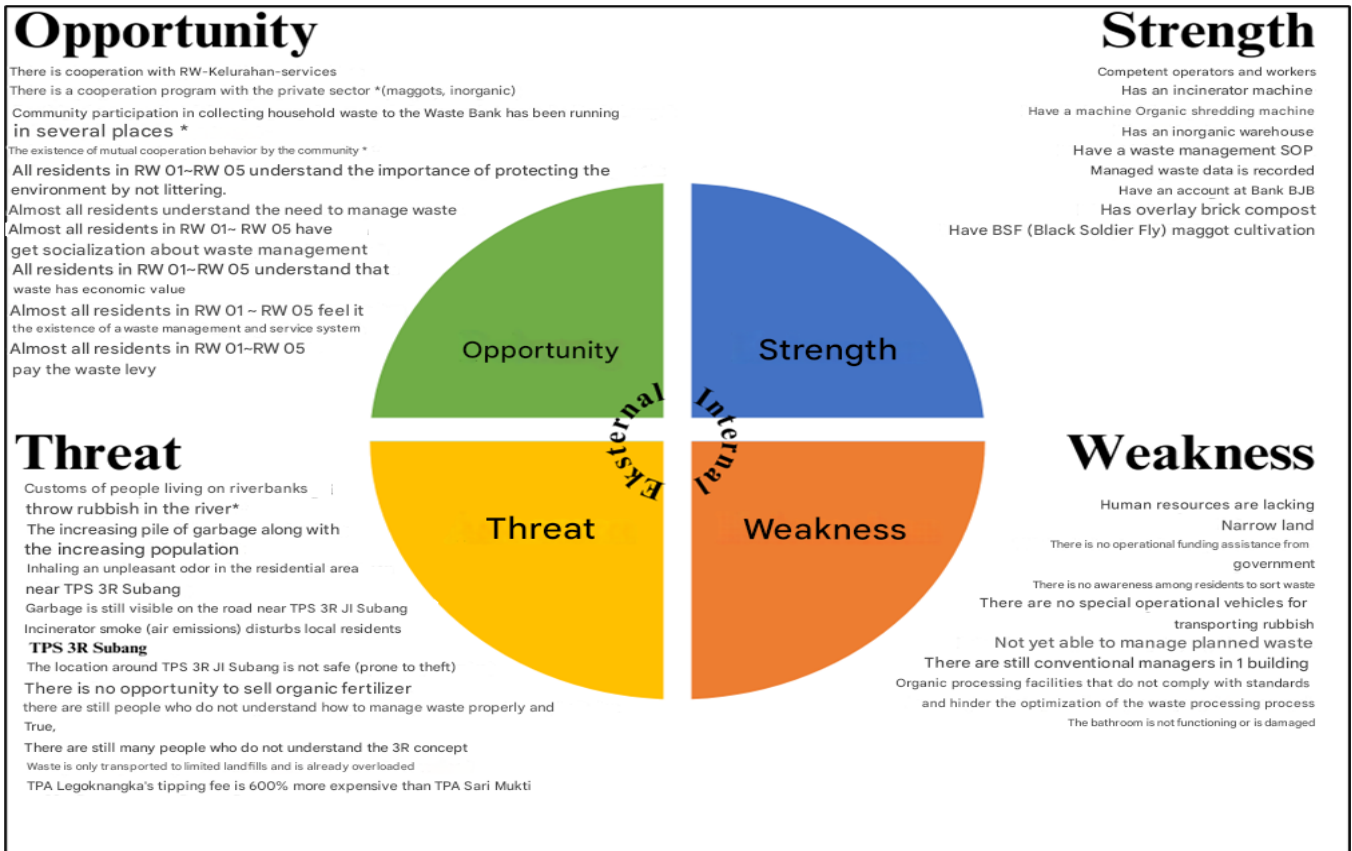 Opportunity
There is cooperation with RW-Kelurahan-services
There is a cooperation program with the private sector *(maggots, inorganic)
Community participation in collecting household waste to the Waste Bank has been running
in several places *
The existence of mutual cooperation behavior by the community *
All residents in RW 01~RW 05 understand the importance of protecting the
environment by not littering.
Almost all residents understand the need to manage waste
Almost all residents in RW 01~ RW 05 have
get socialization about waste management
All residents in RW 01~RW 05 understand that
waste has economic value
Almost all residents in RW 01 ~ RW 05 feel it
the existence of a waste management and service system
Almost all residents in RW 01~RW 05
pay the waste levy
Strength
Competent operators and workers
Has an incinerator machine
Have a machine Organic shredding machine
Has an inorganic warehouse
Have a waste management SOP
Managed waste data is recorded
Have an account at Bank BJB
Has overlay brick compost
Have BSF (Black Soldier Fly) maggot cultivation
Opportunity
Strength
Eksternal
Internal
Threat
Weakness
Threat
Customs of people living on riverbanks
throw rubbish in the river*
The increasing pile of garbage along with
the increasing population
Inhaling an unpleasant odor in the residential area
near TPS 3R Subang
Garbage is still visible on the road near TPS 3R JI Subang
Incinerator smoke (air emissions) disturbs local residents
TPS 3R Subang
The location around TPS 3R JI Subang is not safe (prone to theft)
There is no opportunity to sell organic fertilizer
there are still people who do not understand how to manage waste properly and
True,
There are still many people who do not understand the 3R concept
Waste is only transported to limited landfills and is already overloaded
TPA Legoknangka's tipping fee is 600% more expensive than TPA Sari Mukti
Weakness
Human resources are lacking
Narrow land
There is no operational funding assistance from
government
There is no awareness among residents to sort waste
There are no special operational vehicles for
transporting rubbish
Not yet able to manage planned waste
There are still conventional managers in 1 building
Organic processing facilities that do not comply with standards
and hinder the optimization of the waste processing process
The bathroom is not functioning or is damaged